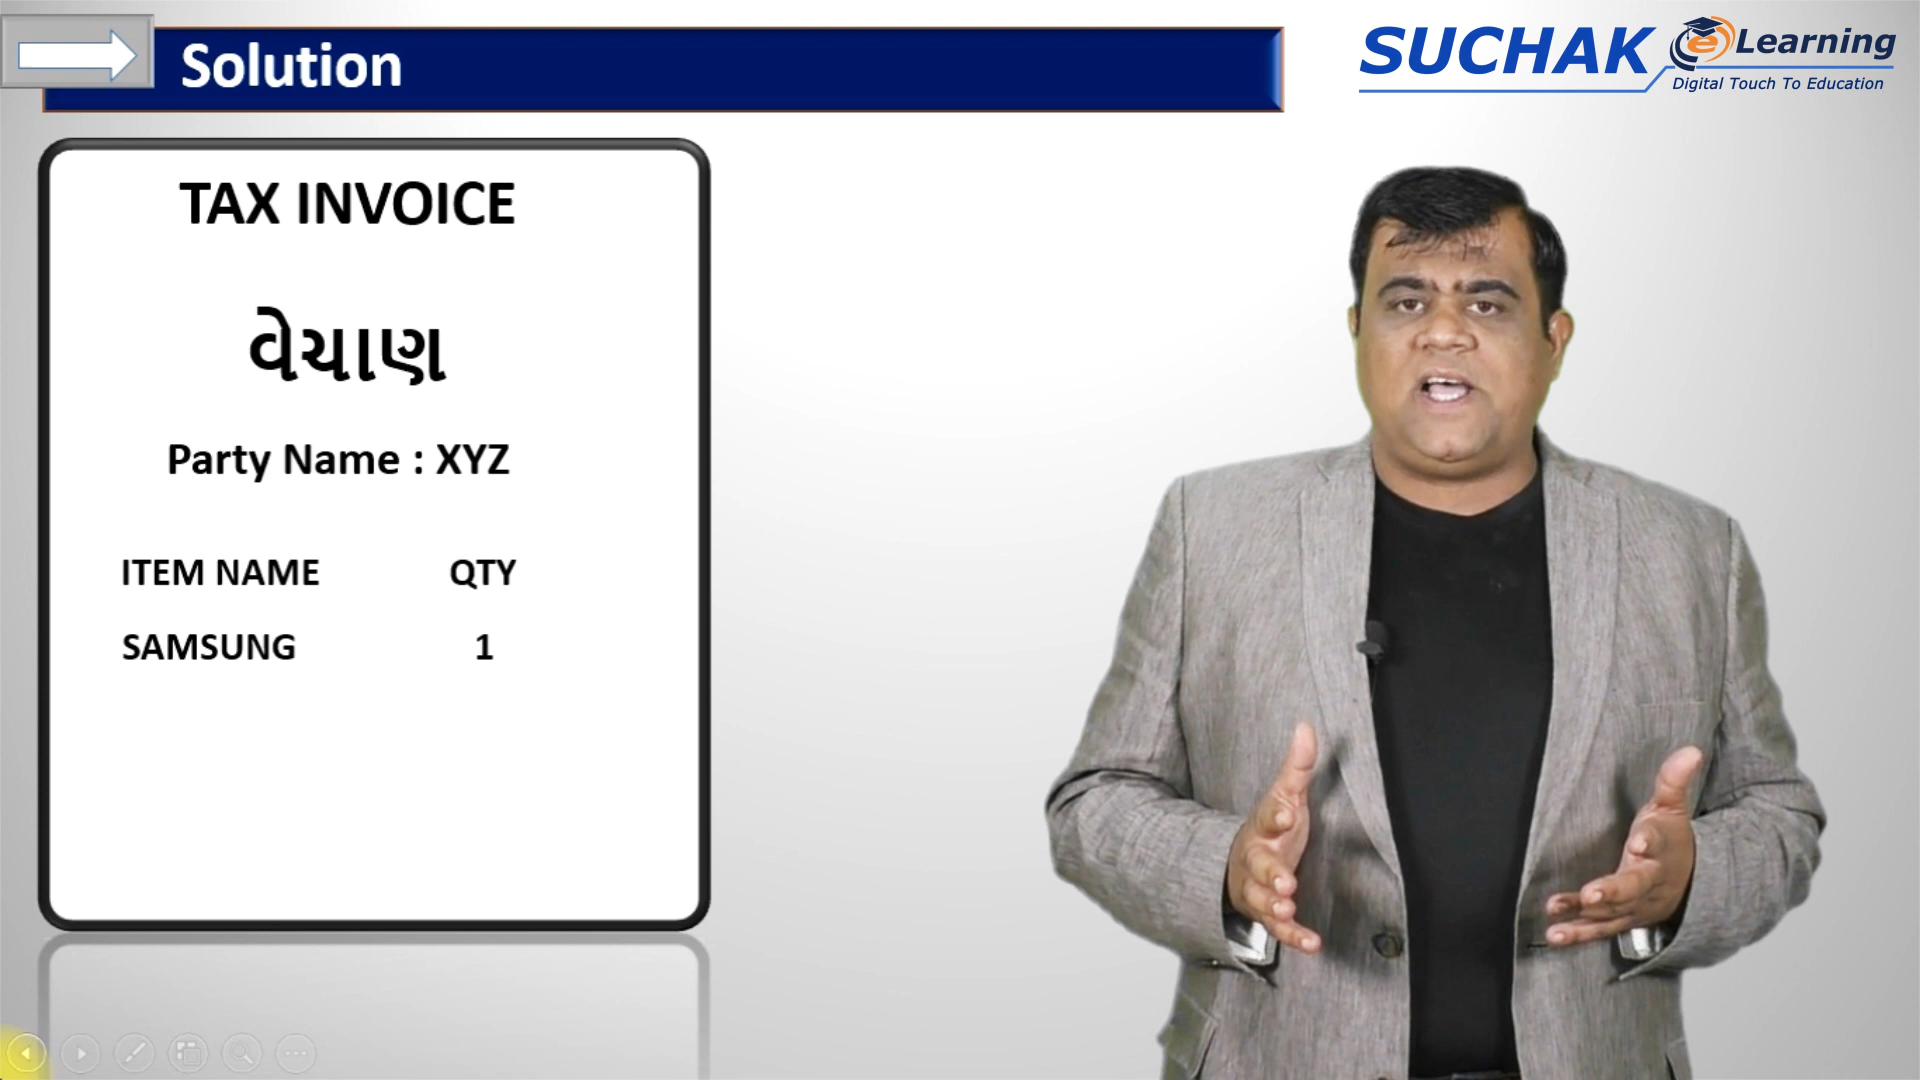 Solution
SUCHAK e Learning
Digital Touch To Education
TAX INVOICE
વેચાણ
Party Name : XYZ
ITEM NAME QTY
SAMSUNG 1